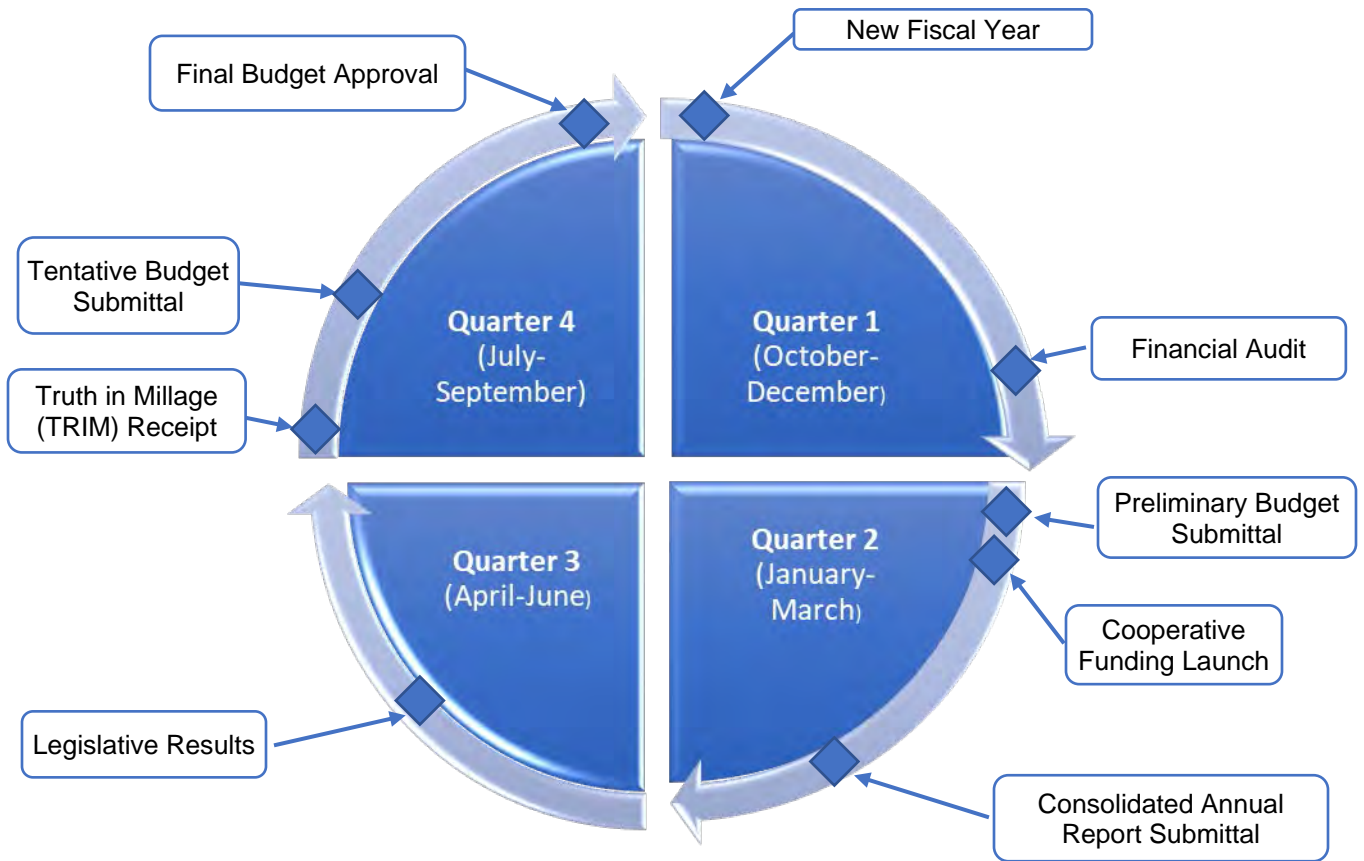 New Fiscal Year
Final Budget Approval
Tentative Budget
Submittal
Quarter 4
(July-
September)
Quarter 1
(October-
December)
Financial Audit
Truth in Millage
(TRIM) Receipt
Preliminary Budget
Submittal
Quarter 3
(April-June)
Quarter 2
(January-
March)
Cooperative
Funding Launch
Legislative Results
Consolidated Annual
Report Submittal